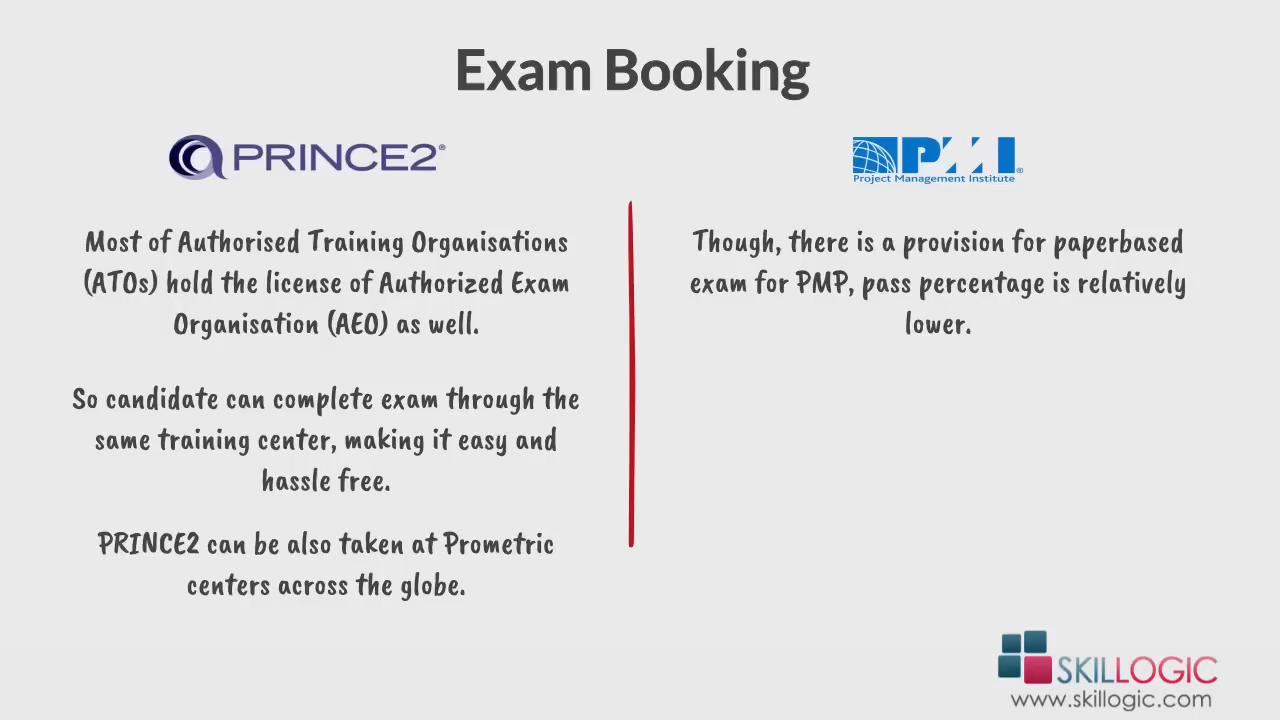 Exam Booking
PRINCE2®
Most of Authorised Training Organisations
(ATOs) hold the license of Authorized Exam
Organisation (AEO) as well.
So candidate can complete exam through the
same training center, making it easy and
hassle free.
PRINCE2 can be also taken at Prometric
centers across the globe.
PMI
Project Management Institute®
Though, there is a provision for paperbased
exam for PMP, pass percentage is relatively
lower.
SKILLOGIC
www.skillogic.com